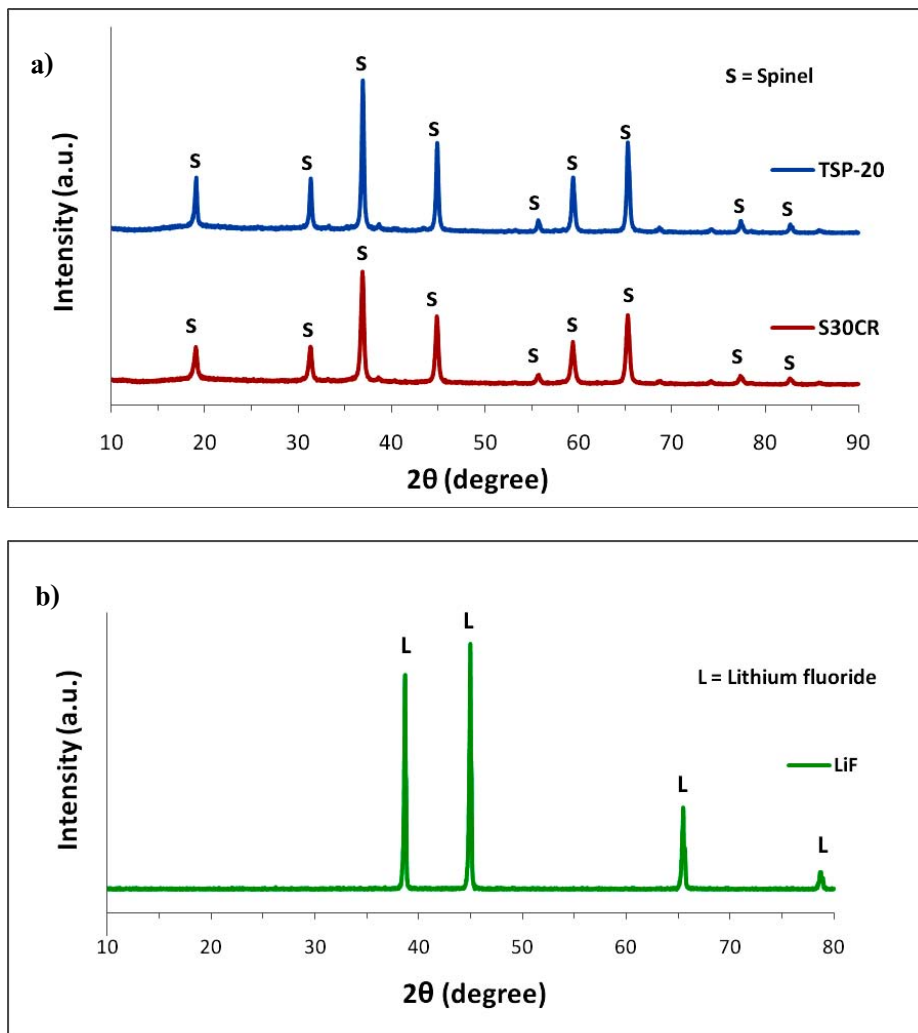 a)
S = Spinel
S S S S S S S S S
TSP-20
S S S S S S S S S
S30CR
Intensity (a.u.)
10 20 30 40 50 60 70 80 90
2θ (degree)
b)
L L L L
L = Lithium fluoride
LiF
Intensity (a.u.)
10 20 30 40 50 60 70 80
2θ (degree)